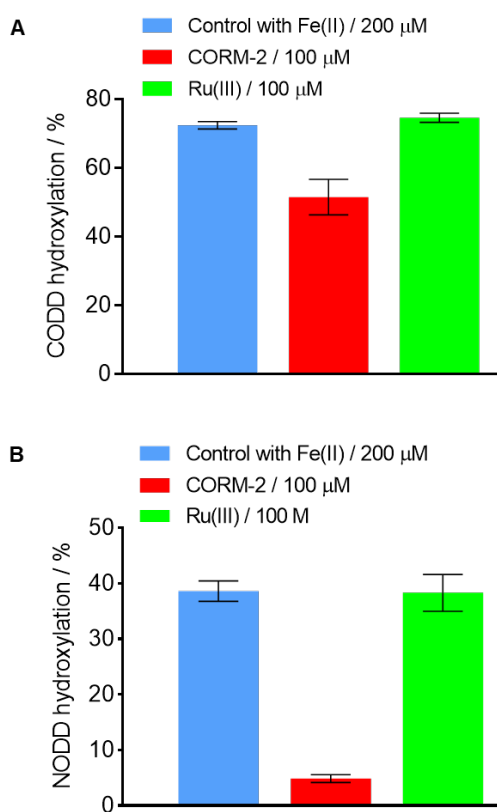 A
Control with Fe(II) / 200 μM
CORM-2 / 100 μM
Ru(III) / 100 μM
CODD hydroxylation / %
80
60
40
20
0
B
Control with Fe(II) / 200 μM
CORM-2 / 100 μM
Ru(III) / 100 M
NODD hydroxylation / %
50
40
30
20
10
0